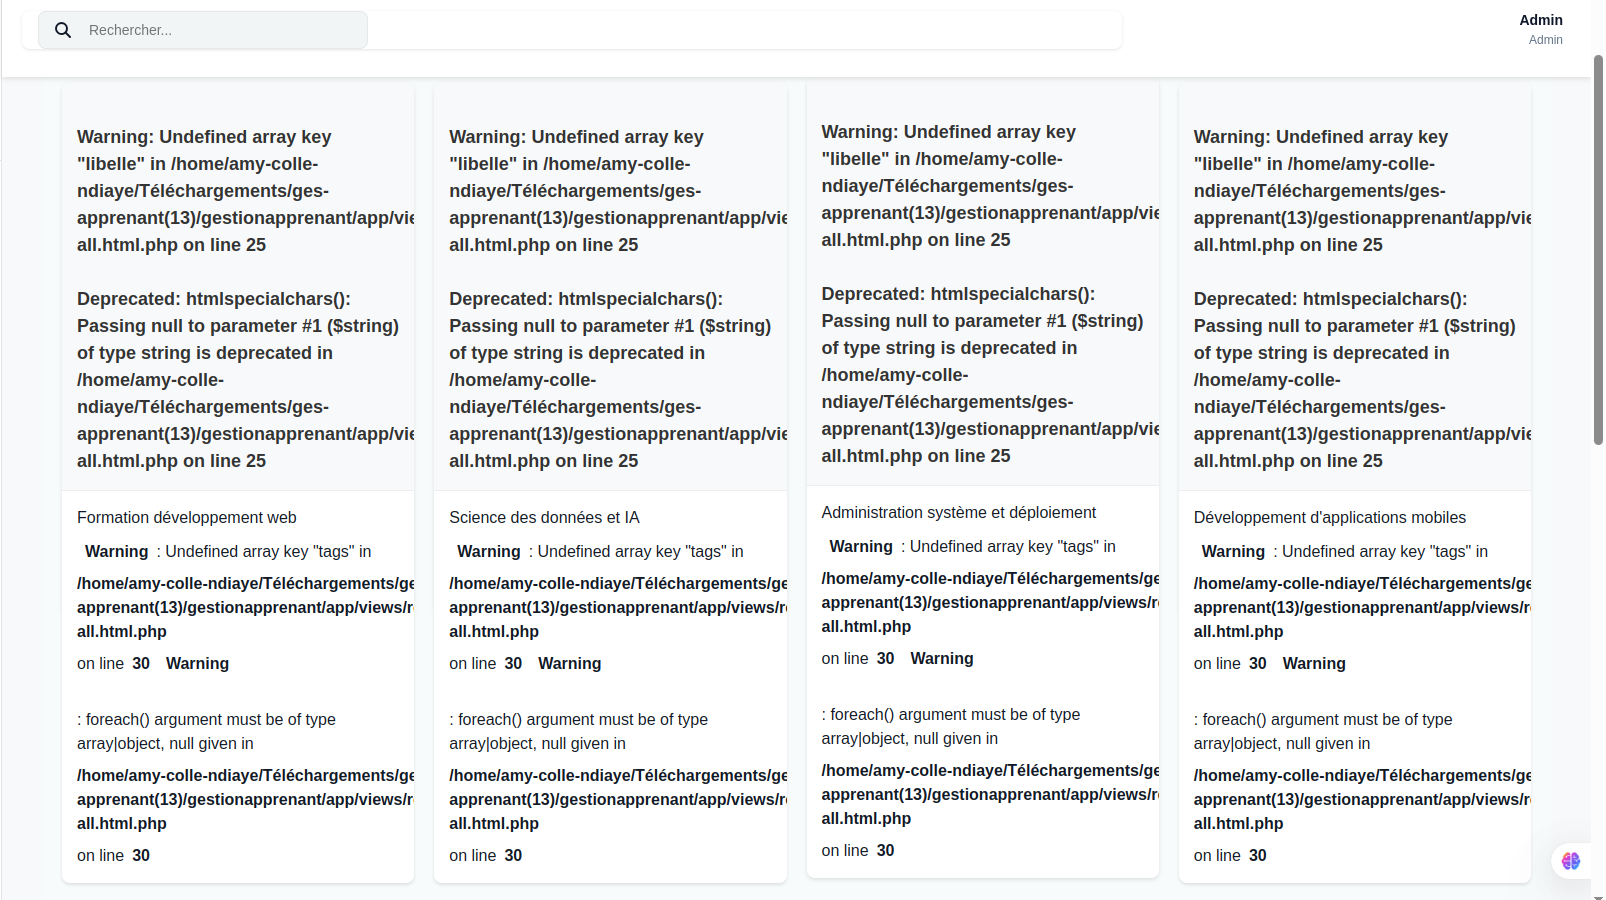 Rechercher...
Admin
Admin
Warning: Undefined array key
"libelle" in /home/amy-colle-
ndiaye/Téléchargements/ges-
apprenant(13)/gestionapprenant/app/vie
all.html.php on line 25
Deprecated: htmlspecialchars():
Passing null to parameter #1 ($string)
of type string is deprecated in
/home/amy-colle-
ndiaye/Téléchargements/ges-
apprenant(13)/gestionapprenant/app/vie
all.html.php on line 25
Formation développement web
Warning : Undefined array key "tags" in
/home/amy-colle-ndiaye/Téléchargements/ge
apprenant(13)/gestionapprenant/app/views/r
all.html.php
on line 30 Warning
: foreach() argument must be of type
array|object, null given in
/home/amy-colle-ndiaye/Téléchargements/ge
apprenant(13)/gestionapprenant/app/views/r
all.html.php
on line 30
Warning: Undefined array key
"libelle" in /home/amy-colle-
ndiaye/Téléchargements/ges-
apprenant(13)/gestionapprenant/app/vie
all.html.php on line 25
Deprecated: htmlspecialchars():
Passing null to parameter #1 ($string)
of type string is deprecated in
/home/amy-colle-
ndiaye/Téléchargements/ges-
apprenant(13)/gestionapprenant/app/vie
all.html.php on line 25
Science des données et IA
Warning : Undefined array key "tags" in
/home/amy-colle-ndiaye/Téléchargements/ge
apprenant(13)/gestionapprenant/app/views/r
all.html.php
on line 30 Warning
: foreach() argument must be of type
array|object, null given in
/home/amy-colle-ndiaye/Téléchargements/ge
apprenant(13)/gestionapprenant/app/views/r
all.html.php
on line 30
Warning: Undefined array key
"libelle" in /home/amy-colle-
ndiaye/Téléchargements/ges-
apprenant(13)/gestionapprenant/app/vie
all.html.php on line 25
Deprecated: htmlspecialchars():
Passing null to parameter #1 ($string)
of type string is deprecated in
/home/amy-colle-
ndiaye/Téléchargements/ges-
apprenant(13)/gestionapprenant/app/vie
all.html.php on line 25
Administration système et déploiement
Warning : Undefined array key "tags" in
/home/amy-colle-ndiaye/Téléchargements/ge
apprenant(13)/gestionapprenant/app/views/r
all.html.php
on line 30 Warning
: foreach() argument must be of type
array|object, null given in
/home/amy-colle-ndiaye/Téléchargements/ge
apprenant(13)/gestionapprenant/app/views/r
all.html.php
on line 30
Warning: Undefined array key
"libelle" in /home/amy-colle-
ndiaye/Téléchargements/ges-
apprenant(13)/gestionapprenant/app/vie
all.html.php on line 25
Deprecated: htmlspecialchars():
Passing null to parameter #1 ($string)
of type string is deprecated in
/home/amy-colle-
ndiaye/Téléchargements/ges-
apprenant(13)/gestionapprenant/app/vie
all.html.php on line 25
Développement d'applications mobiles
Warning : Undefined array key "tags" in
/home/amy-colle-ndiaye/Téléchargements/ge
apprenant(13)/gestionapprenant/app/views/r
all.html.php
on line 30 Warning
: foreach() argument must be of type
array|object, null given in
/home/amy-colle-ndiaye/Téléchargements/ge
apprenant(13)/gestionapprenant/app/views/r
all.html.php
on line 30